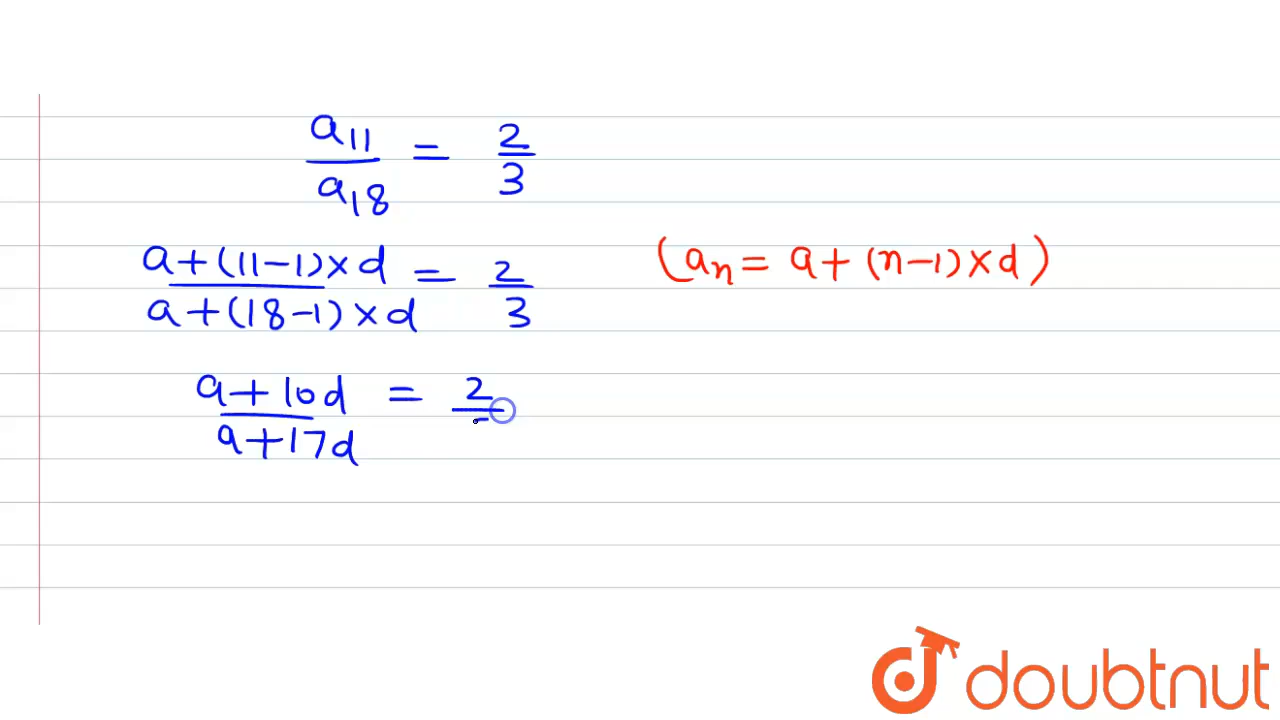 a11/a18 = 2/3
a+(11-1)×d/a+(18-1)×d = 2/3
(an = a+(n-1)×d)
a+10d/a+17d = 2/
doubtnut